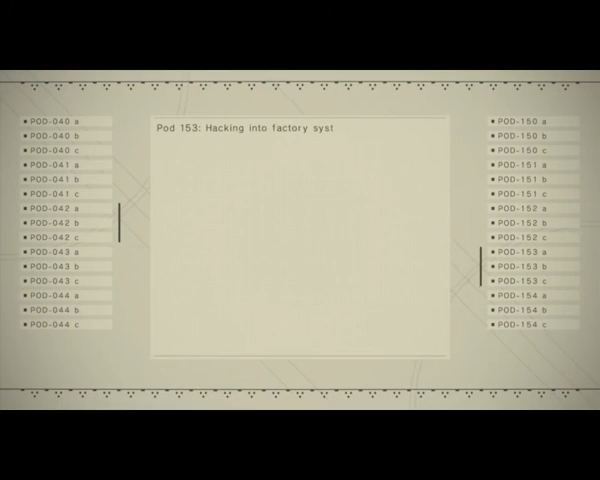 POD-040 a
POD-040 b
POD-040 c
POD-041 a
POD-041 b
POD-041 c
POD-042 a
POD-042 b
POD-042 c
POD-043 a
POD-043 b
POD-043 c
POD-044 a
POD-044 b
POD-044 c
Pod 153: Hacking into factory syst
POD-150 a
POD-150 b
POD-150 c
POD-151 a
POD-151 b
POD-151 c
POD-152 a
POD-152 b
POD-152 c
POD-153 a
POD-153 b
POD-153 c
POD-154 a
POD-154 b
POD-154 c